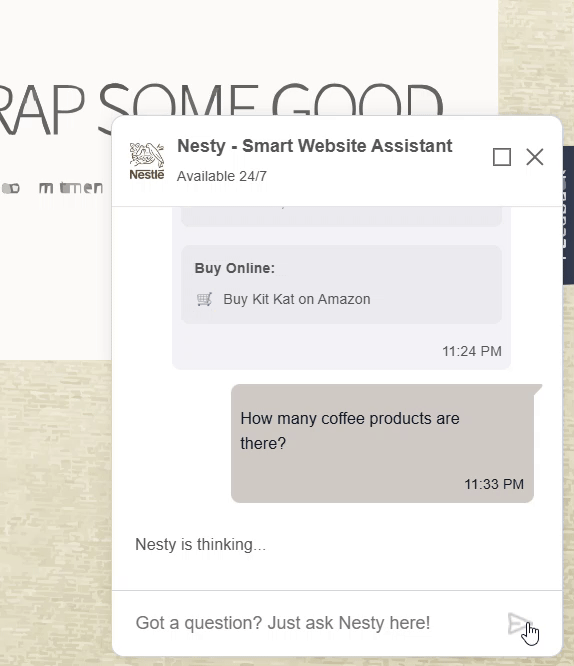 RAP SOME GOOD
Nestlé
Nesty - Smart Website Assistant
Available 24/7
Buy Online:
🛒 Buy Kit Kat on Amazon
11:24 PM
How many coffee products are
there?
11:33 PM
Nesty is thinking...
Got a question? Just ask Nesty here!